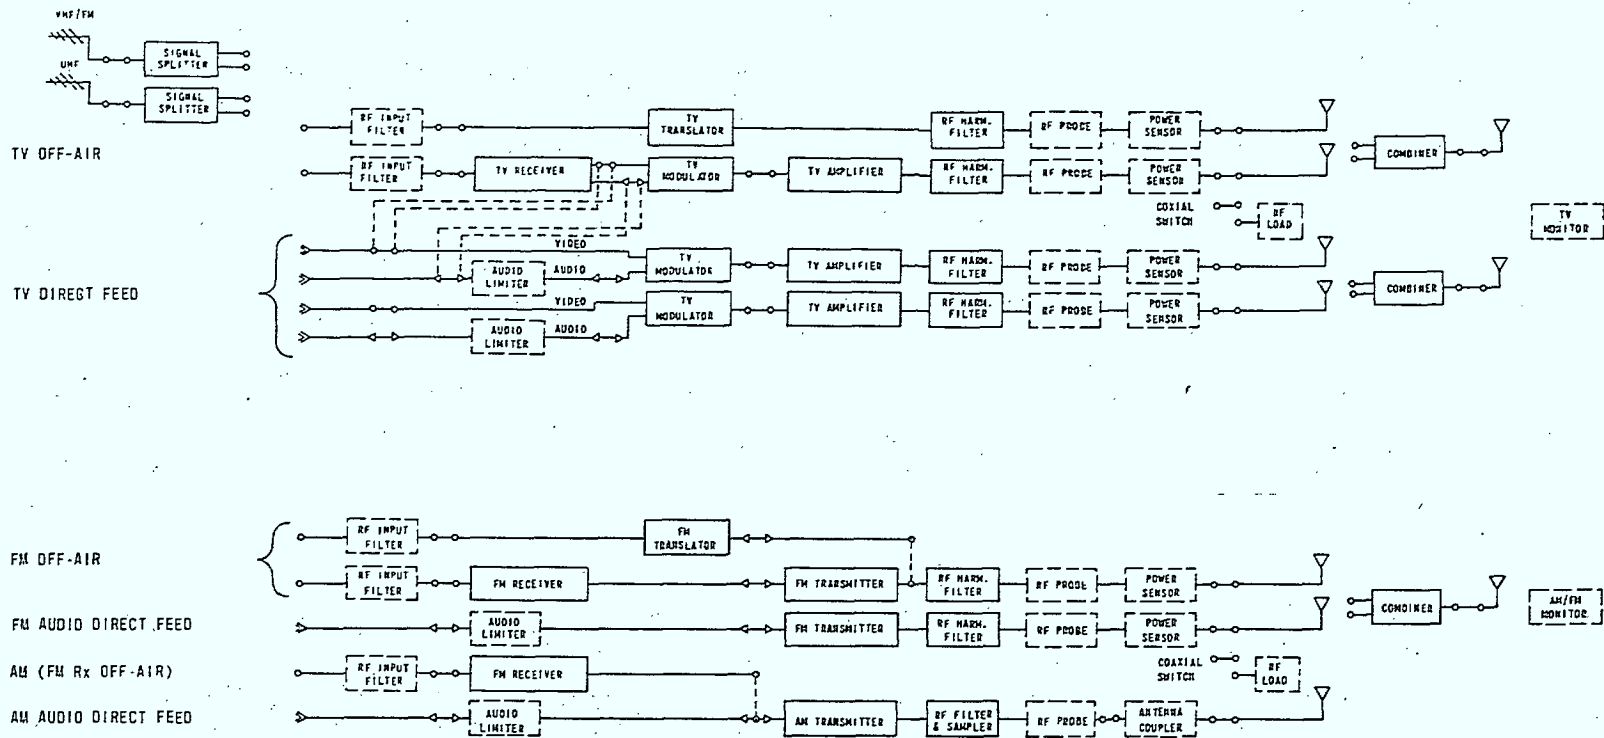 VHF/FM
SIGNAL
SPLITTER
UHF
SIGNAL
SPLITTER
TV OFF-AIR
RF INPUT
FILTER
TV
TRANSLATOR
RF HARM.
FILTER
RF PROBE
POWER
SENSOR
RF INPUT
FILTER
TV RECEIVER
TV
MODULATOR
TV AMPLIFIER
RF HARM.
FILTER
RF PROBE
POWER
SENSOR
COMBINER
COXIAL
SWITCH
RF
LOAD
TV
MONITOR
TV DIRECT FEED
VIDEO
AUDIO
LIMITER
AUDIO
TV
MODULATOR
TV AMPLIFIER
RF HARM.
FILTER
RF PROBE
POWER
SENSOR
VIDEO
AUDIO
LIMITER
AUDIO
TV
MODULATOR
TV AMPLIFIER
RF HARM.
FILTER
RF PROBE
POWER
SENSOR
COMBINER
FM OFF-AIR
RF INPUT
FILTER
FM
TRANSLATOR
RF INPUT
FILTER
FM RECEIVER
FM TRANSMITTER
RF HARM.
FILTER
RF PROBE
POWER
SENSOR
FM AUDIO DIRECT FEED
AUDIO
LIMITER
FM TRANSMITTER
RF HARM.
FILTER
RF PROBE
POWER
SENSOR
COMBINER
AM/FM
MONITOR
AM (FM Rx OFF-AIR)
RF INPUT
FILTER
FM RECEIVER
COAXIAL
SWITCH
RF
LOAD
AM AUDIO DIRECT FEED
AUDIO
LIMITER
AM TRANSMITTER
RF FILTER
& SAMPLER
RF PROBE
ANTENNA
COUPLER